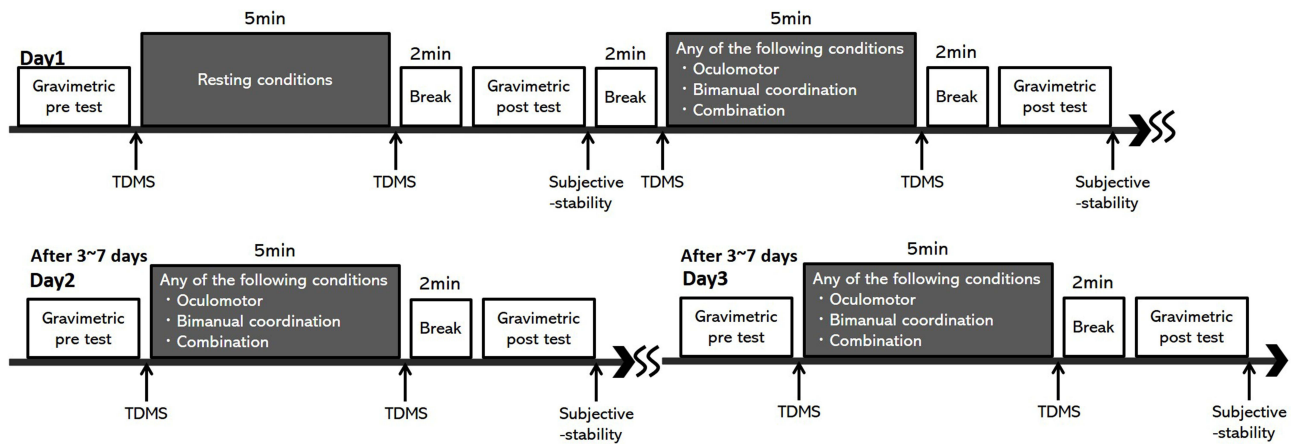 5min
5min
Day1
2min
2min
2min
Gravimetric
pre test
Resting conditions
Break
Gravimetric
post test
Break
Any of the following conditions
・Oculomotor
・Bimanual coordination
・Combination
Break
Gravimetric
post test
TDMS
TDMS
Subjective
-stability
TDMS
TDMS
Subjective
-stability
After 3~7 days
Day2
5min
2min
Gravimetric
pre test
Any of the following conditions
・Oculomotor
・Bimanual coordination
・Combination
Break
Gravimetric
post test
TDMS
TDMS
Subjective
-stability
After 3~7 days
Day3
5min
2min
Gravimetric
pre test
Any of the following conditions
・Oculomotor
・Bimanual coordination
・Combination
Break
Gravimetric
post test
TDMS
TDMS
Subjective
-stability